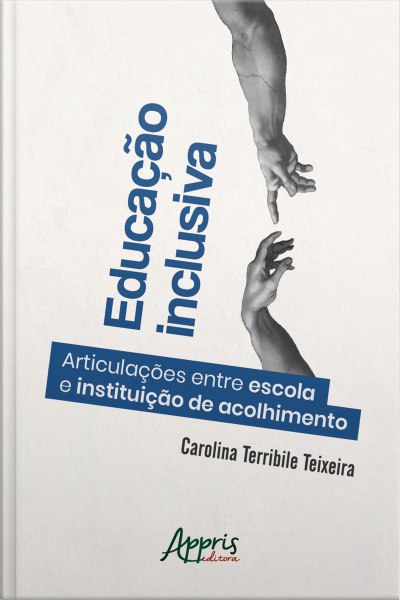 Educação
inclusiva
Articulações entre escola
e instituição de acolhimento
Carolina Terribile Teixeira
Appris
editora